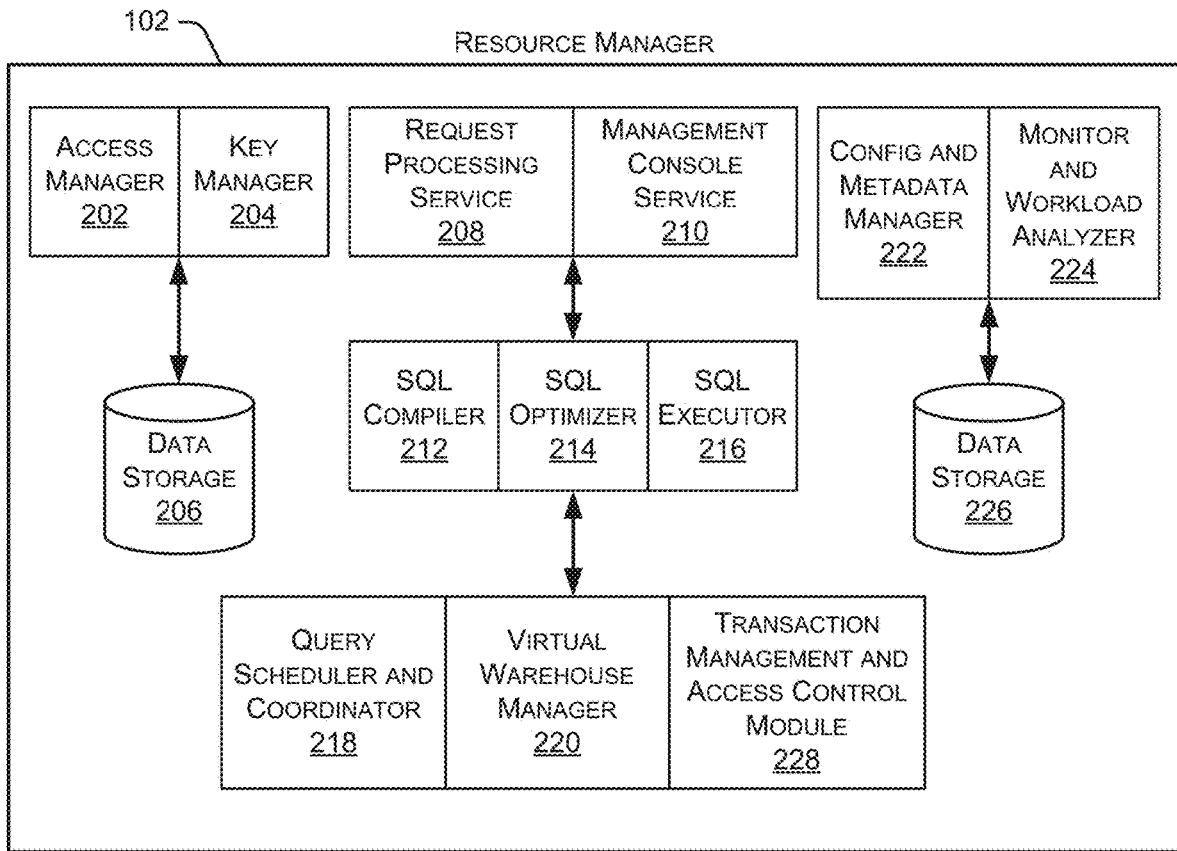 102
RESOURCE MANAGER
ACCESS
MANAGER
202
KEY
MANAGER
204
REQUEST
PROCESSING
SERVICE
208
MANAGEMENT
CONSOLE
SERVICE
210
CONFIG AND
METADATA
MANAGER
222
MONITOR
AND
WORKLOAD
ANALYZER
224
SQL
COMPILER
212
SQL
OPTIMIZER
214
SQL
EXECUTOR
216
DATA
STORAGE
206
DATA
STORAGE
226
QUERY
SCHEDULER AND
COORDINATOR
218
VIRTUAL
WAREHOUSE
MANAGER
220
TRANSACTION
MANAGEMENT AND
ACCESS CONTROL
MODULE
228